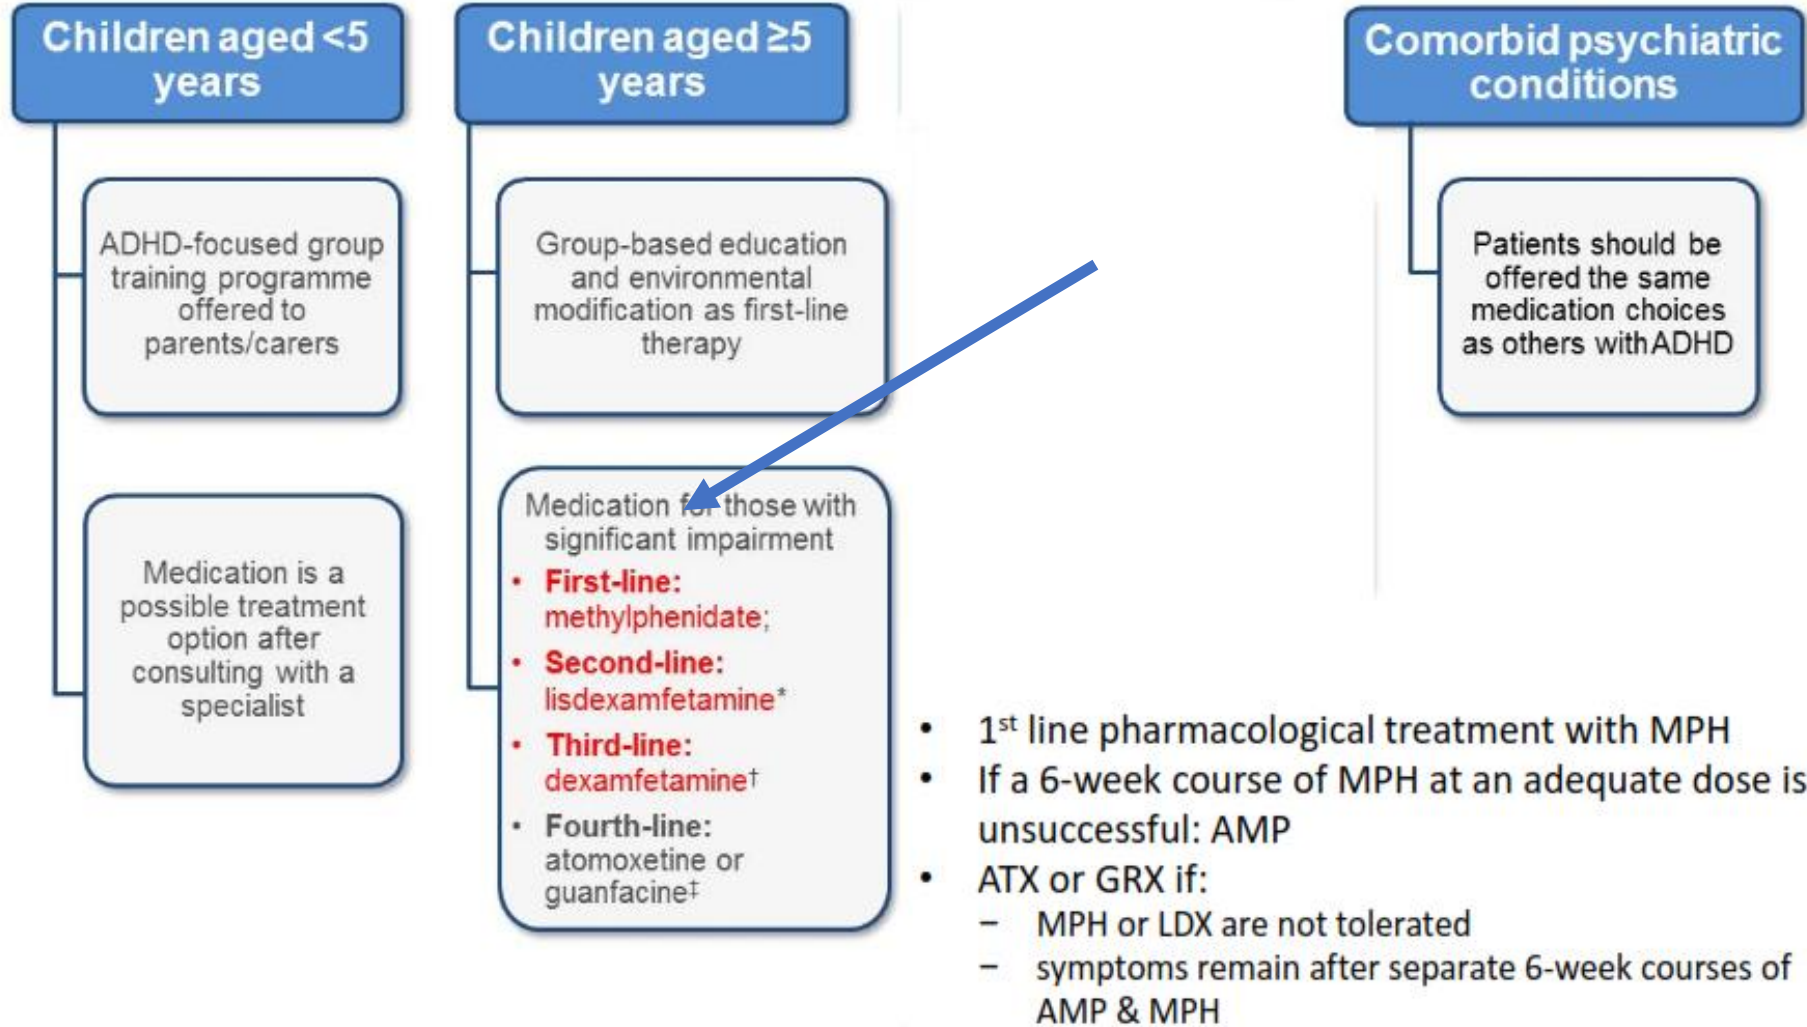 Children aged <5
years
ADHD-focused group
training programme
offered to
parents/carers
Medication is a
possible treatment
option after
consulting with a
specialist
Children aged ≥5
years
Group-based education
and environmental
modification as first-line
therapy
Medication for those with
significant impairment
• First-line:
methylphenidate;
• Second-line:
lisdexamfetamine*
• Third-line:
dexamfetamine†
• Fourth-line:
atomoxetine or
guanfacine‡
Comorbid psychiatric
conditions
Patients should be
offered the same
medication choices
as others withADHD
• 1st line pharmacological treatment with MPH
• If a 6-week course of MPH at an adequate dose is
unsuccessful: AMP
• ATX or GRX if:
– MPH or LDX are not tolerated
– symptoms remain after separate 6-week courses of
AMP & MPH